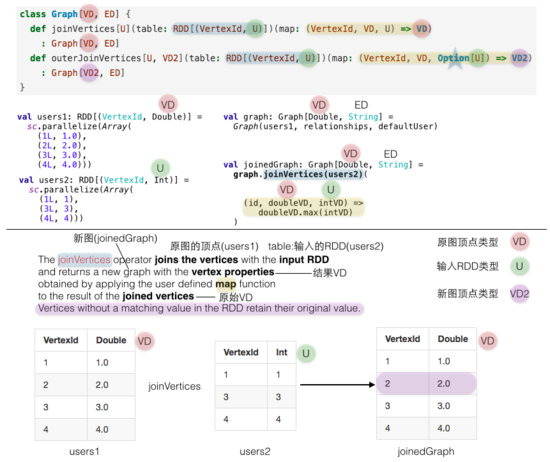 class Graph[VD, ED] {
def joinVertices[U](table: RDD[(VertexId, U)])(map: (VertexId, VD, U) => VD)
: Graph[VD, ED]
def outerJoinVertices[U, VD2](table: RDD[(VertexId, U)])(map: (VertexId, VD, Option[U]) => VD2)
: Graph[VD2, ED]
}
VD U VD
U U VD2
VD
val users1: RDD[(VertexId, Double)] =
sc.parallelize(Array(
(1L, 1.0),
(2L, 2.0),
(3L, 3.0),
(4L, 4.0)))
U
val users2: RDD[(VertexId, Int)] =
sc.parallelize(Array(
(1L, 1),
(3L, 3),
(4L, 4)))
VD ED
val graph: Graph[Double, String] =
Graph(users1, relationships, defaultUser)
VD ED
val joinedGraph: Graph[Double, String] =
graph.joinVertices(users2)(
VD U
(id, doubleVD, intVD) =>
doubleVD.max(intVD)
)
新图(joinedGraph)
原图的顶点(users1) table:输入的RDD(users2)
The joinVertices operator joins the vertices with the input RDD
and returns a new graph with the vertex properties 结果VD
obtained by applying the user defined map function
to the result of the joined vertices 原始VD
Vertices without a matching value in the RDD retain their original value.
原图顶点类型 VD
输入RDD类型 U
新图顶点类型 VD2
VD
VertexId Double
1 1.0
2 2.0
3 3.0
4 4.0
users1
joinVertices
U
VertexId Int
1 1
3 3
4 4
users2
VD
VertexId Double
1 1.0
2 2.0
3 3.0
4 4.0
joinedGraph